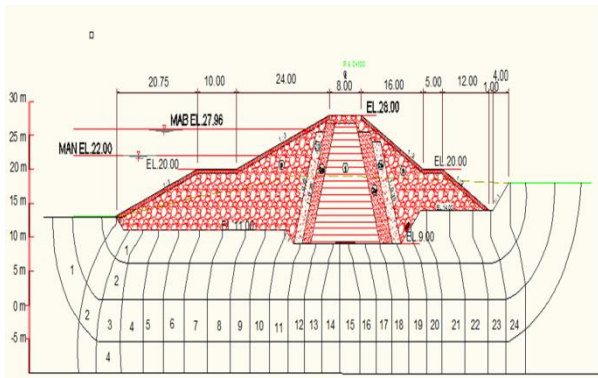 20.75 10.00 24.00 8.00 16.00 5.00 12.00 1.00 4.00
30 m
EL.28.00
MAB EL.27.96
25 m
MAN EL.22.00
EL.20.00 EL.20.00
20 m
15 m
EL.9.00
10 m
1
5 m
1 2
0 m
2
3 4 5 6 7 8 9 10 11 12 13 14 15 16 17 18 19 20 21 22 23 24
-5 m
4